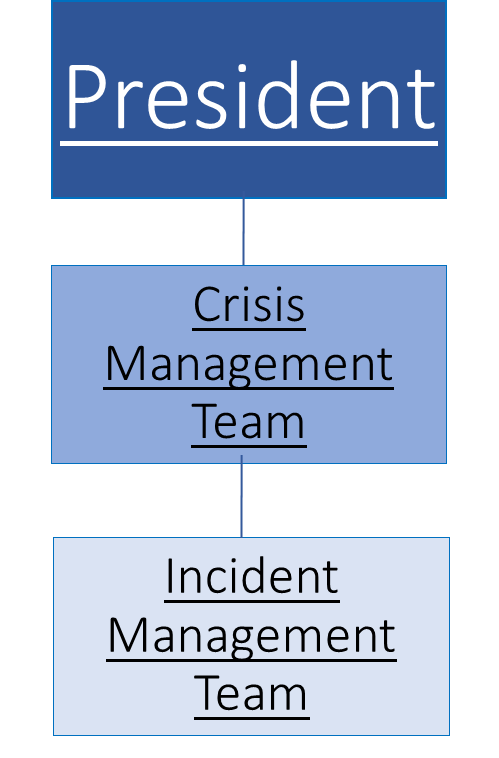 President
Crisis
Management
Team
Incident
Management
Team